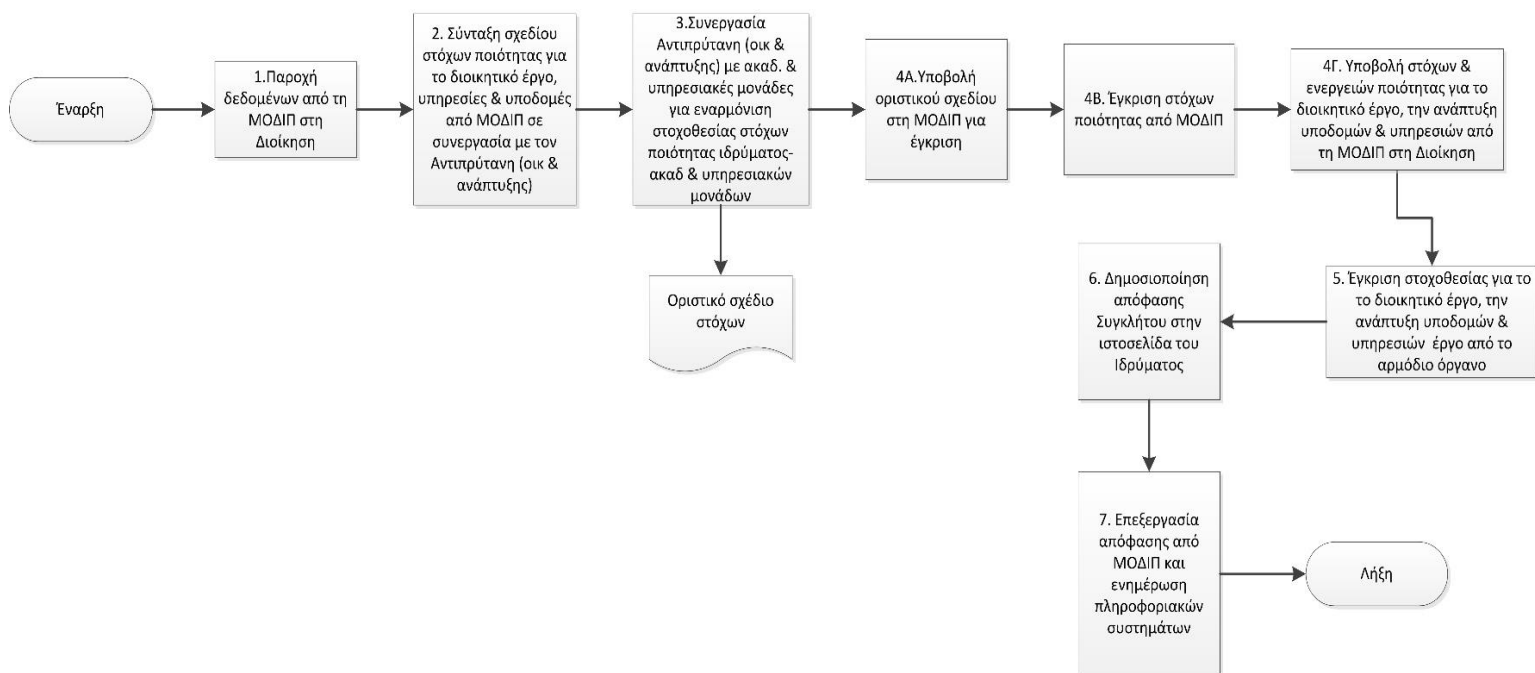 Έναρξη
1.Παροχή
δεδομένων από τη
ΜΟΔΙΠ στη
Διοίκηση
2. Σύνταξη σχεδίου
στόχων ποιότητας για
το διοικητικό έργο,
υπηρεσίες & υποδομές
από ΜΟΔΙΠ σε
συνεργασία με τον
Αντιπρύτανη (οικ &
ανάπτυξης)
3.Συνεργασία
Αντιπρύτανη (οικ &
ανάπτυξης) με ακαδ. &
υπηρεσιακές μονάδες
για εναρμόνιση
στοχοθεσίας στόχων
ποιότητας ιδρύματος-
ακαδ & υπηρεσιακών
μονάδων
4Α.Υποβολή
οριστικού σχεδίου
στη ΜΟΔΙΠ για
έγκριση
4Β. Έγκριση στόχων
ποιότητας από ΜΟΔΙΠ
4Γ. Υποβολή στόχων &
ενεργειών ποιότητας για το
διοικητικό έργο, την ανάπτυξη
υποδομών & υπηρεσιών από
τη ΜΟΔΙΠ στη Διοίκηση
Οριστικό σχέδιο
στόχων
6. Δημοσιοποίηση
απόφασης
Συγκλήτου στην
ιστοσελίδα του
Ιδρύματος
5. Έγκριση στοχοθεσίας για το
το διοικητικό έργο, την
ανάπτυξη υποδομών &
υπηρεσιών έργο από το
αρμόδιο όργανο
7. Επεξεργασία
απόφασης από
ΜΟΔΙΠ και
ενημέρωση
πληροφοριακών
συστημάτων
Λήξη